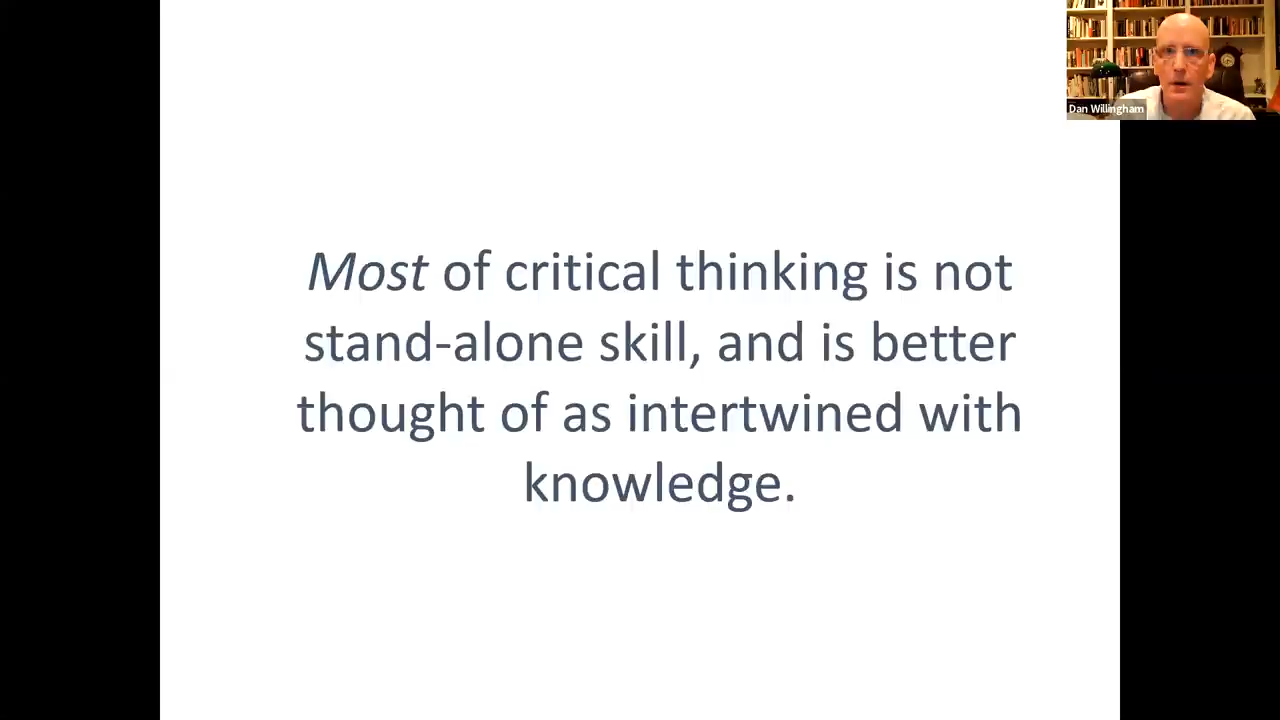 Dan Willingham
Most of critical thinking is not
stand-alone skill, and is better
thought of as intertwined with
knowledge.